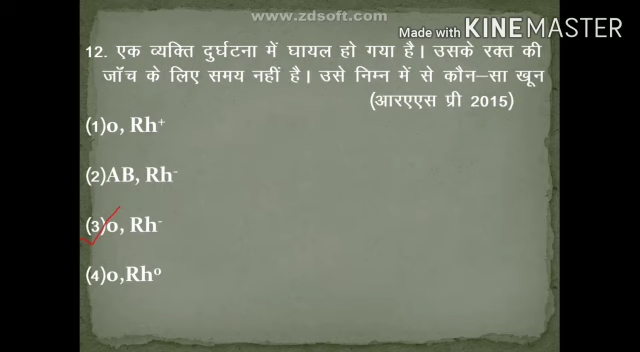 www.zdsoft.com
Made with KINEMASTER
12. एक व्यक्ति दुर्घटना में घायल हो गया है। उसके रक्त की
जाँच के लिए समय नहीं है। उसे निम्न में से कौन–सा खून
(आरएएस प्री 2015)
(1)o, Rh⁺
(2)AB, Rh⁻
(3)o, Rh⁻
(4)o,Rhº